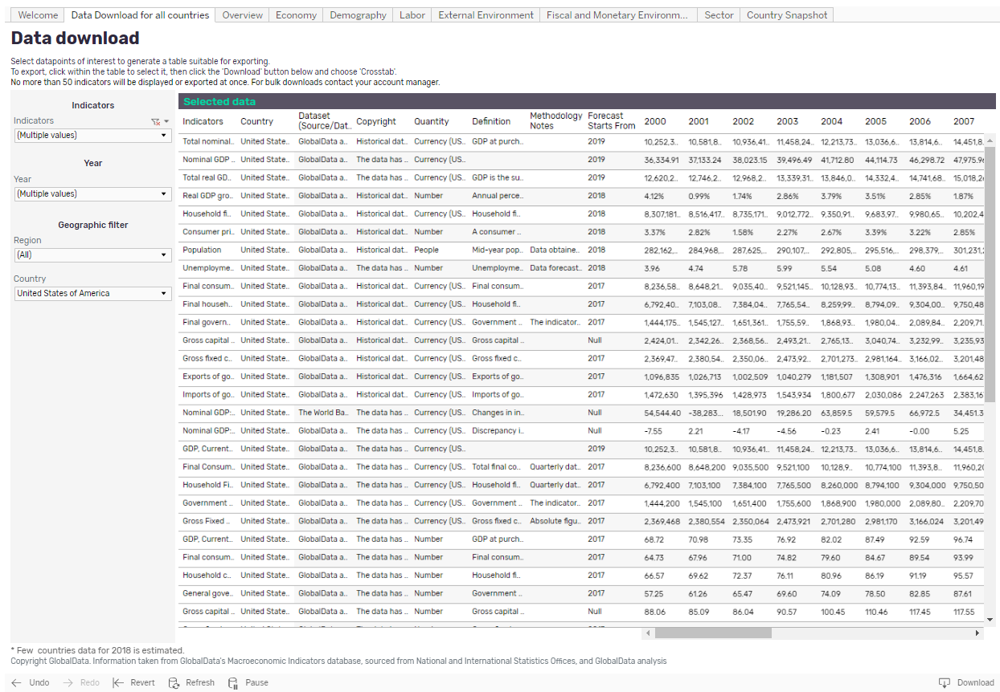 Welcome Data Download for all countries Overview Economy Demography Labor External Environment Fiscal and Monetary Environm... Sector Country Snapshot
Data download
Select datapoints of interest to generate a table suitable for exporting.
To export, click within the table to select it, then click the 'Download' button below and choose 'Crosstab'.
No more than 50 indicators will be displayed or exported at once. For bulk downloads contact your account manager.
Indicators
Indicators
(Multiple values)
Year
Year
(Multiple values)
Geographic filter
Region
(All)
Country
United States of America
Selected data
Indicators Country Dataset (Source/Dat.. Copyright Quantity Definition Methodology Notes Forecast Starts From 2000 2001 2002 2003 2004 2005 2006 2007
Total nominal.. United State.. GlobalData a.. Historical dat.. Currency (US.. GDP at purch.. 2019 10,252,3.. 10,581,8.. 10,936,41.. 11,458,24.. 12,213,73.. 13,036,6.. 13,814,6.. 14,451,8.
Nominal GDP .. United State.. GlobalData a.. The data has .. Currency (US.. 2019 36,334.91 37,133.24 38,023.15 39,496.49 41,712.80 44,114.73 46,298.72 47,975.9
Total real GD.. United State.. GlobalData a.. Historical dat.. Currency (US.. GDP is the su.. 2019 12,620,2.. 12,746,2.. 12,968,2.. 13,339,31.. 13,846,0.. 14,332,4.. 14,741,68.. 15,018,2
Real GDP gro.. United State.. GlobalData a.. Historical dat.. Number Annual perce.. 2018 4.12% 0.99% 1.74% 2.86% 3.79% 3.51% 2.85% 1.87%
Household fi.. United State.. GlobalData a.. Historical dat.. Currency (US.. Household fi.. 2018 8,307,181.. 8,516,417.. 8,735,171.. 9,012,772.. 9,350,91.. 9,683,97.. 9,980,65.. 10,202,4
Consumer pri.. United State.. GlobalData a.. Historical dat.. Number A consumer .. 2018 3.37% 2.82% 1.58% 2.27% 2.67% 3.39% 3.22% 2.85%
Population United State.. GlobalData a.. Historical dat.. People Mid-year pop.. Data obtaine.. 2018 282,162,.. 284,968,.. 287,625,.. 290,107,.. 292,805,.. 295,516,.. 298,379,.. 301,231,
Unemployme.. United State.. GlobalData a.. The data has .. Number Unemployme.. Data forecast.. 2018 3.96 4.74 5.78 5.99 5.54 5.08 4.60 4.61
Final consum.. United State.. GlobalData a.. Historical dat.. Currency (US.. Final consum.. 2017 8,236,58.. 8,648,21.. 9,035,40.. 9,521,145.. 10,128,93.. 10,774,13.. 11,393,84.. 11,960,19
Final househ.. United State.. GlobalData a.. Historical dat.. Currency (US.. Household fi.. 2017 6,792,40.. 7,103,08.. 7,384,04.. 7,765,54.. 8,259,99.. 8,794,09.. 9,304,00.. 9,750,48
Final govern.. United State.. GlobalData a.. Historical dat.. Currency (US.. Government .. The indicator.. 2017 1,444,175.. 1,545,127.. 1,651,361.. 1,755,59.. 1,868,93.. 1,980,04.. 2,089,84.. 2,209,71.
Gross capital .. United State.. GlobalData a.. Historical dat.. Currency (US.. Gross capital .. Null 2,424,01.. 2,342,26.. 2,368,56.. 2,493,21.. 2,765,13.. 3,040,74.. 3,232,99.. 3,235,93
Gross fixed c.. United State.. GlobalData a.. Historical dat.. Currency (US.. Gross fixed c.. 2017 2,369,47.. 2,380,54.. 2,350,06.. 2,473,92.. 2,701,273.. 2,981,164.. 3,166,02.. 3,201,48
Exports of go.. United State.. GlobalData a.. Historical dat.. Currency (US.. Exports of go.. 2017 1,096,835 1,026,713 1,002,509 1,040,279 1,181,507 1,308,901 1,476,316 1,664,62
Imports of go.. United State.. GlobalData a.. Historical dat.. Currency (US.. Imports of go.. 2017 1,472,630 1,395,396 1,428,973 1,543,934 1,800,677 2,030,086 2,247,263 2,383,16
Nominal GDP:.. United State.. The World Ba.. The data has .. Currency (US.. Changes in in.. Null 54,544.40 -38,283... 18,501.90 19,286.20 63,859.5 59,579.5 66,972.5 34,451.3
Nominal GDP:.. United State.. GlobalData a.. The data has .. Currency (US.. Discrepancy i.. Null -7.55 2.21 -4.17 -4.56 -0.23 2.41 -0.00 5.25
GDP, Current.. United State.. GlobalData a.. The data has .. Currency (US.. 2019 10,252,3.. 10,581,8.. 10,936,41.. 11,458,24.. 12,213,73.. 13,036,6.. 13,814,6.. 14,451,8.
Final Consum.. United State.. GlobalData a.. The data has .. Currency (US.. Total final co.. Quarterly dat.. 2017 8,236,600 8,648,200 9,035,500 9,521,100 10,128,9.. 10,774,100 11,393,8.. 11,960,20
Household Fi.. United State.. GlobalData a.. The data has .. Currency (US.. Household fi.. Quarterly dat.. 2017 6,792,400 7,103,100 7,384,100 7,765,500 8,260,000 8,794,100 9,304,000 9,750,50
Government .. United State.. GlobalData a.. The data has .. Currency (US.. Government .. The indicator.. 2017 1,444,200 1,545,100 1,651,400 1,755,600 1,868,900 1,980,000 2,089,80.. 2,209,70
Gross Fixed .. United State.. GlobalData a.. The data has .. Currency (US.. Gross fixed c.. Absolute figu.. 2017 2,369,468 2,380,554 2,350,064 2,473,921 2,701,280 2,981,170 3,166,024 3,201,49
GDP, Current.. United State.. GlobalData a.. The data has .. Number GDP at purch.. 2017 68.72 70.98 73.35 76.92 82.02 87.49 92.59 96.74
Final consum.. United State.. GlobalData a.. The data has .. Number Final consum.. 2017 64.73 67.96 71.00 74.82 79.60 84.67 89.54 93.99
Household c.. United State.. GlobalData a.. The data has .. Number Household fi.. 2017 66.57 69.62 72.37 76.11 80.96 86.19 91.19 95.57
General gove.. United State.. GlobalData a.. The data has .. Number Government .. 2017 57.25 61.26 65.47 69.60 74.09 78.50 82.85 87.61
Gross capital .. United State.. GlobalData a.. The data has .. Number Gross capital .. Null 88.06 85.09 86.04 90.57 100.45 110.46 117.45 117.55
* Few countries data for 2018 is estimated.
Copyright GlobalData. Information taken from GlobalData's Macroeconomic Indicators database, sourced from National and International Statistics Offices, and GlobalData analysis
Undo Redo Revert Refresh Pause Download